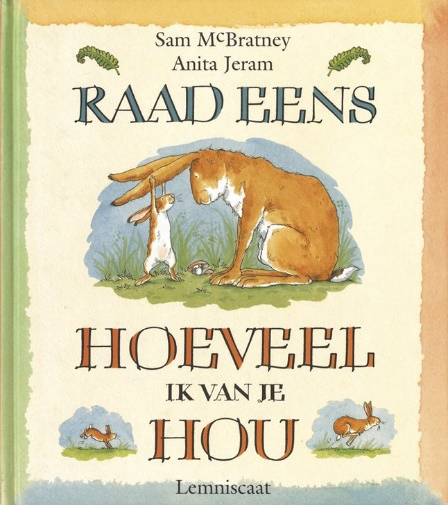 Sam McBratney
Anita Jeram
RAAD EENS
HOEVEEL
IK VAN JE
HOU
Lemniscaat